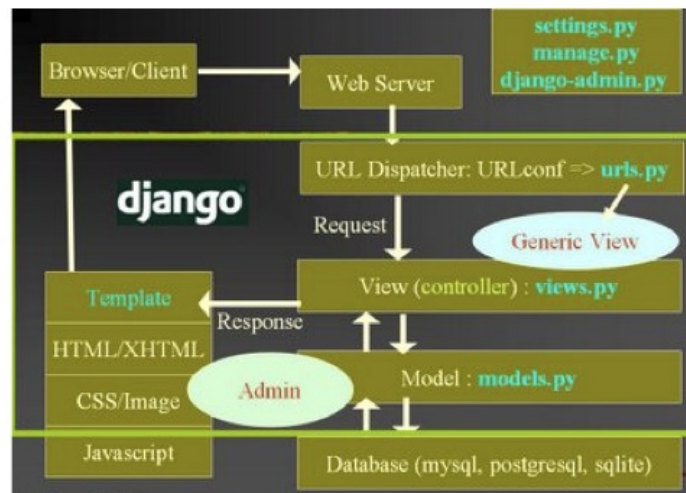 settings.py
manage.py
django-admin.py
Browser/Client
Web Server
URL Dispatcher: URLconf => urls.py
django
Request
Generic View
View (controller) : views.py
Template
Response
HTML/XHTML
Admin
Model : models.py
CSS/Image
Javascript
Database (mysql, postgresql, sqlite)